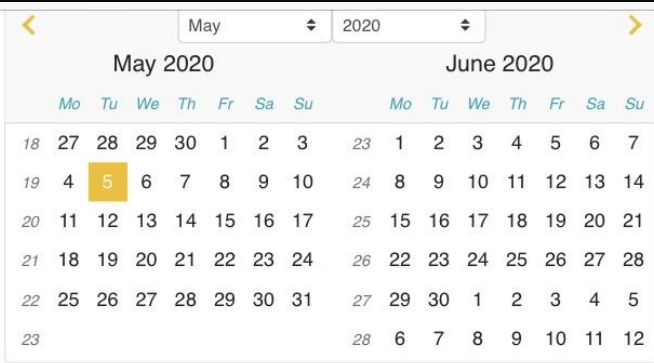 May 2020
May 2020 June 2020
Mo Tu We Th Fr Sa Su Mo Tu We Th Fr Sa Su
18 27 28 29 30 1 2 3 23 1 2 3 4 5 6 7
19 4 5 6 7 8 9 10 24 8 9 10 11 12 13 14
20 11 12 13 14 15 16 17 25 15 16 17 18 19 20 21
21 18 19 20 21 22 23 24 26 22 23 24 25 26 27 28
22 25 26 27 28 29 30 31 27 29 30 1 2 3 4 5
23 28 6 7 8 9 10 11 12